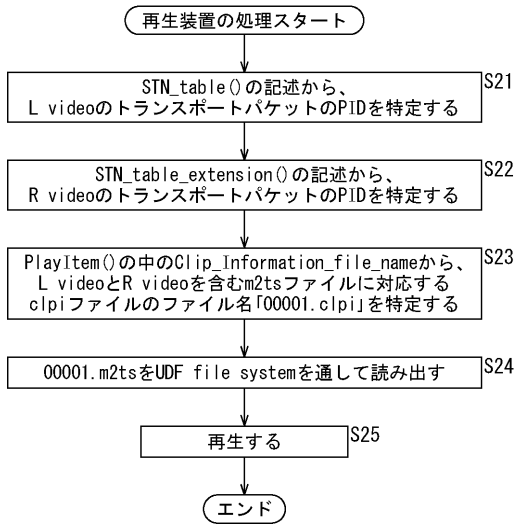 再生装置の処理スタート
STN_table()の記述から、
L videoのトランスポートパケットのPIDを特定する
S21
STN_table_extension()の記述から、
R videoのトランスポートパケットのPIDを特定する
S22
PlayItem()の中のClip_Information_file_nameから、
L videoとR videoを含むm2tsファイルに対応する
clpiファイルのファイル名「00001.clpi」を特定する
S23
00001.m2tsをUDF file systemを通して読み出す
S24
再生する
S25
エンド